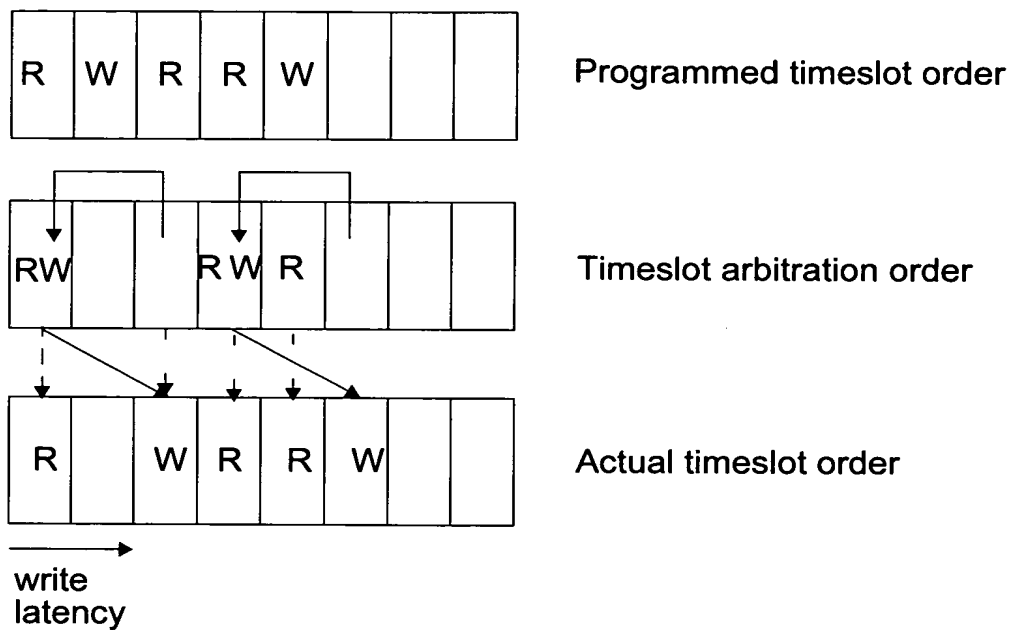 R W R R W Programmed timeslot order
RW R W R Timeslot arbitration order
R W R R W Actual timeslot order
write
latency